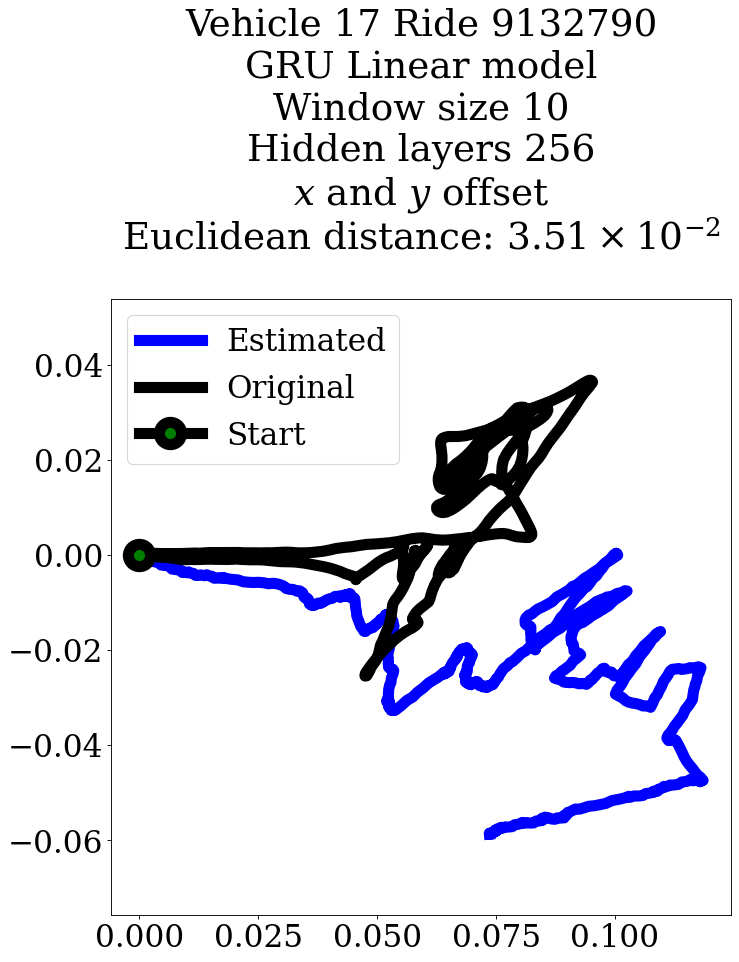 Vehicle 17 Ride 9132790
GRU Linear model
Window size 10
Hidden layers 256
x and y offset
Euclidean distance: 3.51 × 10⁻²
Estimated
Original
Start
0.04
0.02
0.00
−0.02
−0.04
−0.06
0.000 0.025 0.050 0.075 0.100